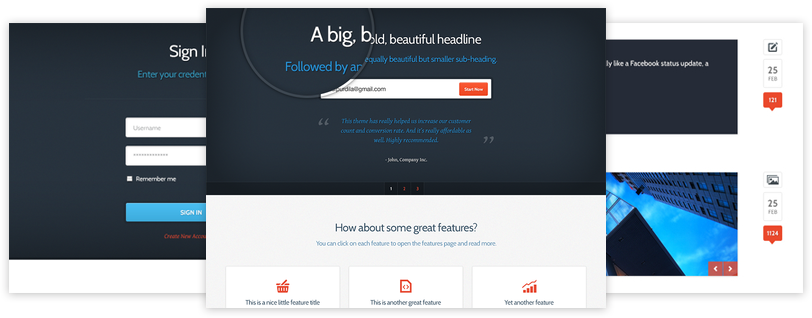 Sign I
Enter your credent
Username
Remember me
SIGN IN
Create New Acco
A big, bold, beautiful headline
Followed by an equally beautiful but smaller sub-heading.
purdila@gmail.com
Start Now
“ This theme has really helped us increase our customer
count and conversion rate. And it's really affordable as
well. Highly recommended. ”
- John, Company Inc.
1 2 3
How about some great features?
You can click on each feature to open the features page and read more
This is a nice little feature title
This is another great feature
Yet another feature
ly like a Facebook status update, a
25
FEB
121
25
FEB
1124